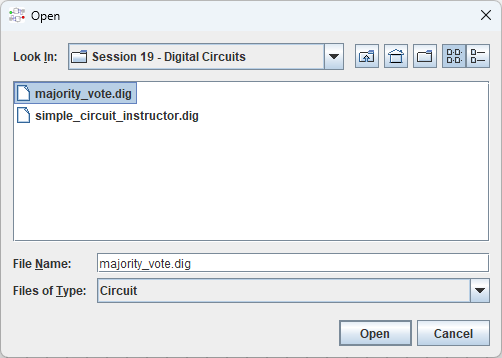 Open
Look In: Session 19 - Digital Circuits
majority_vote.dig
simple_circuit_instructor.dig
File Name: majority_vote.dig
Files of Type: Circuit
Open Cancel